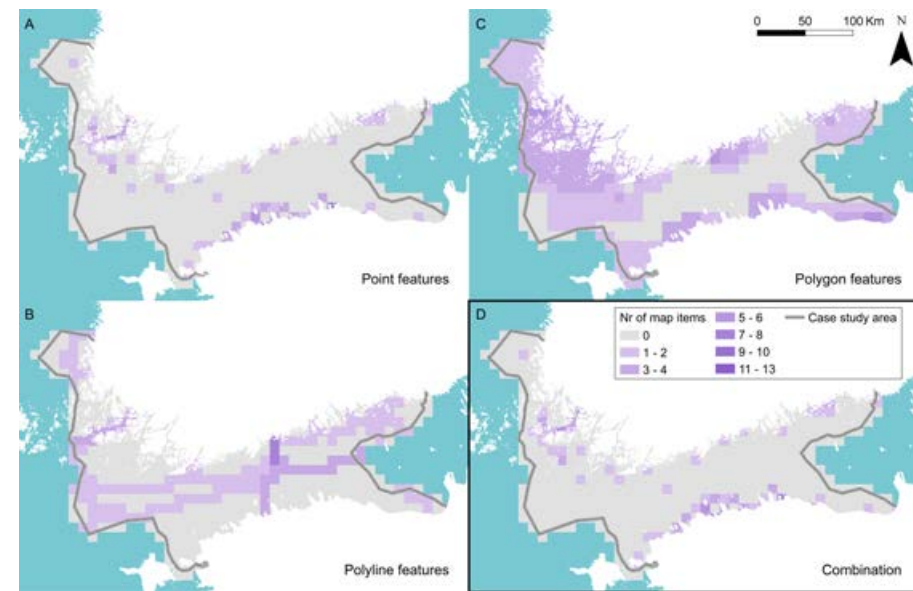 A
Point features
C
0 50 100 Km
N
Polygon features
B
Polyline features
D
Nr of map items
0
1 - 2
3 - 4
5 - 6
7 - 8
9 - 10
11 - 13
Case study area
Combination